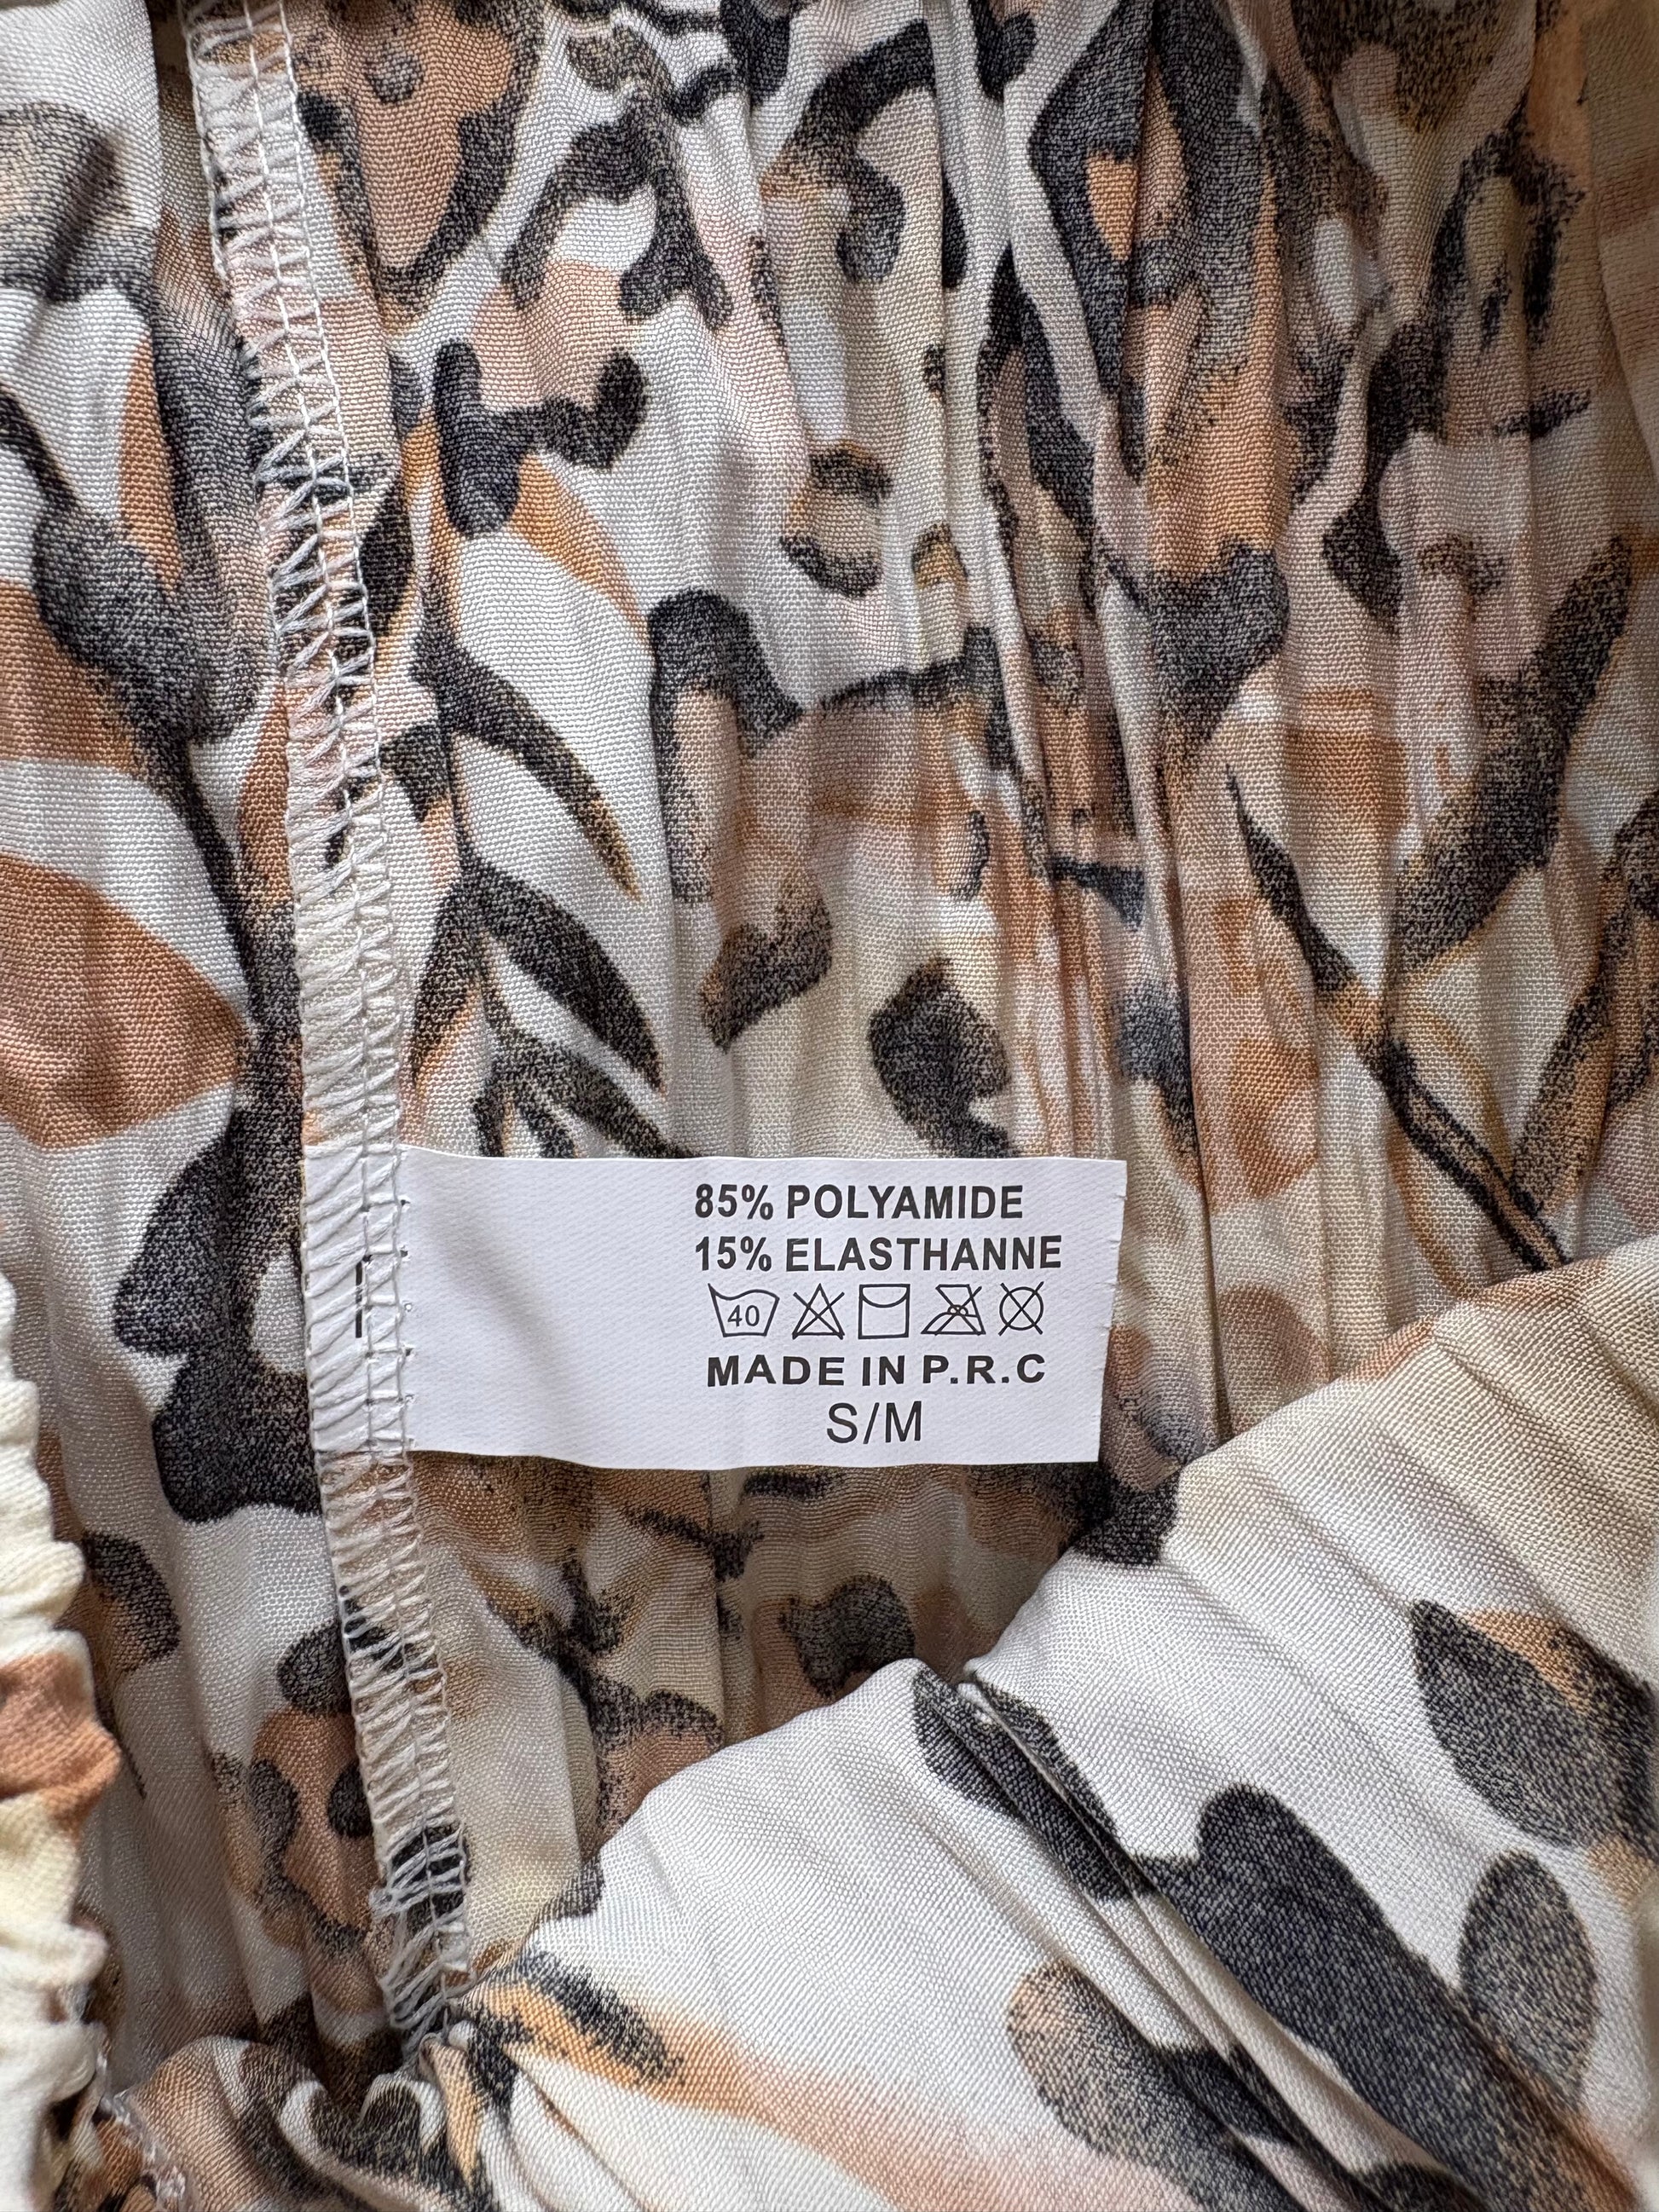 85% POLYAMIDE
15% ELASTHANNE
40
MADE IN P.R.C
S/M